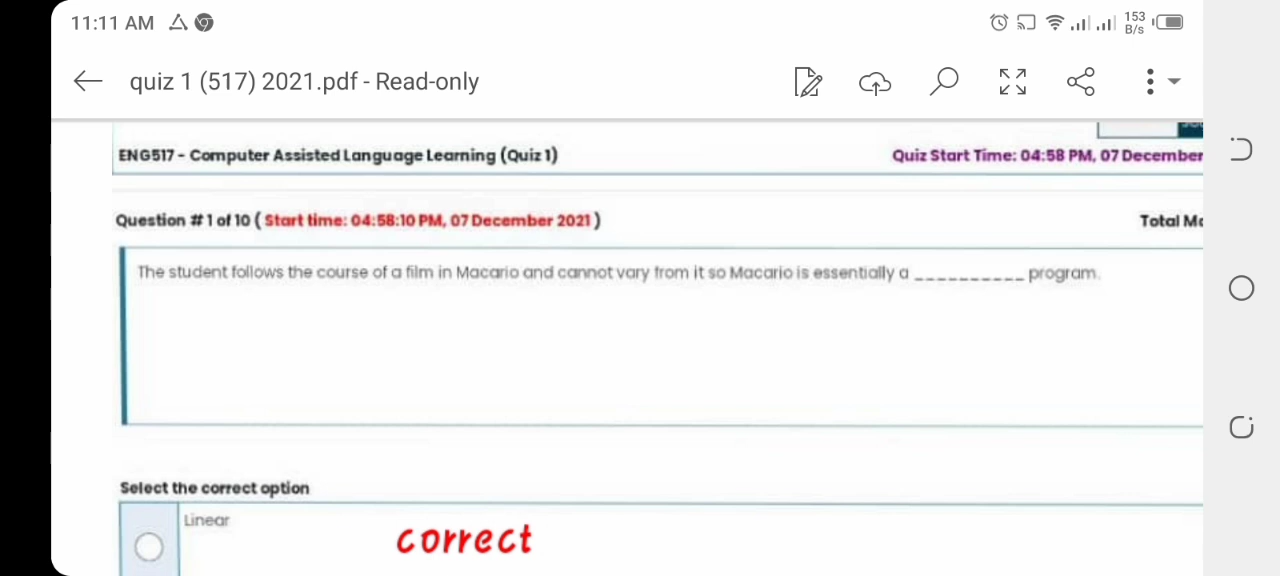 11:11 AM
153
B/s
quiz 1 (517) 2021.pdf - Read-only
ENG517 - Computer Assisted Language Learning (Quiz 1)
Quiz Start Time: 04:58 PM, 07 December
Question # 1 of 10 ( Start time: 04:58:10 PM, 07 December 2021 )
Total Ma
The student follows the course of a film in Macario and cannot vary from it so Macario is essentially a __________ program.
Select the correct option
Linear
correct